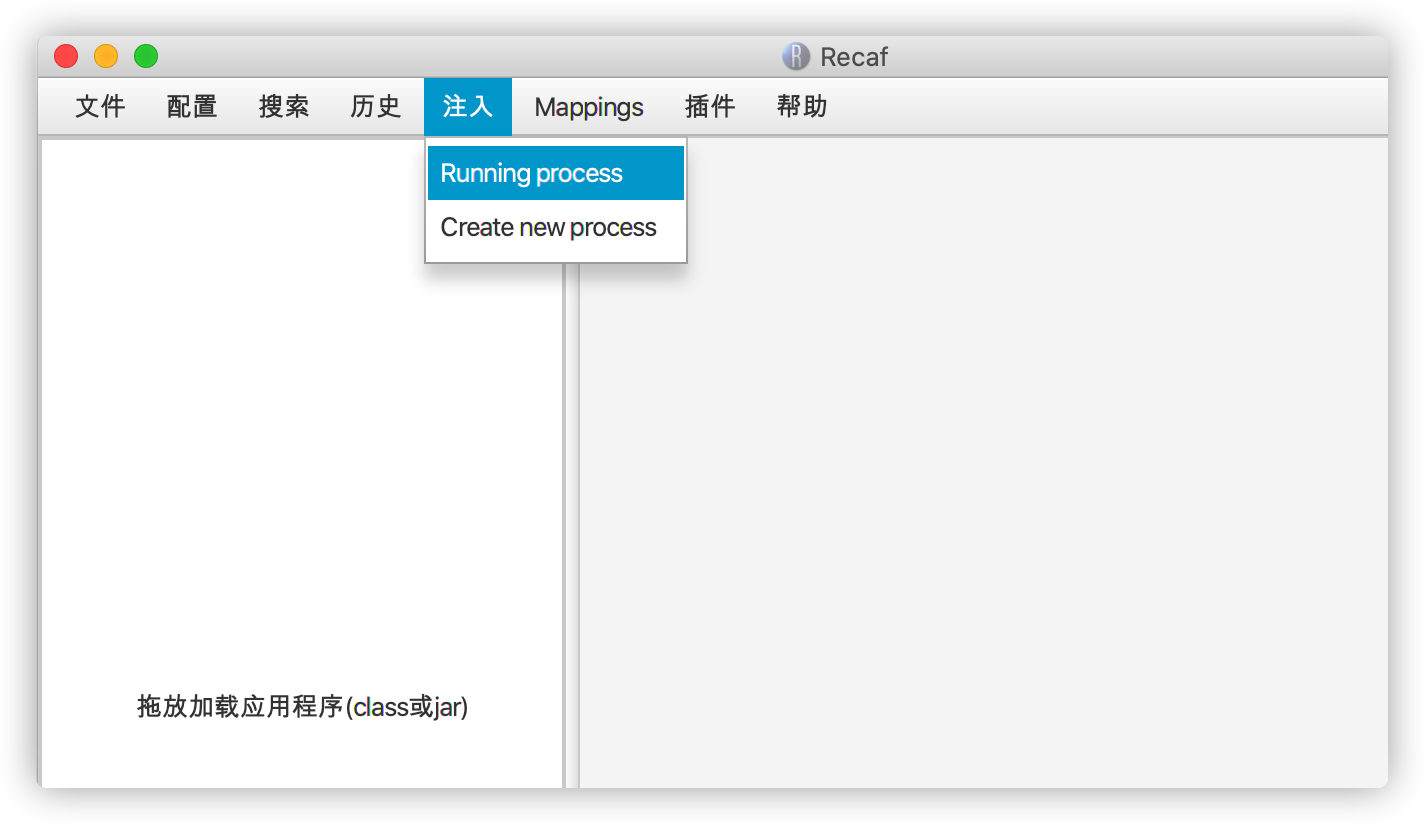 Recaf
文件 配置 搜索 历史 注入 Mappings 插件 帮助
Running process
Create new process
拖放加载应用程序(class或jar)